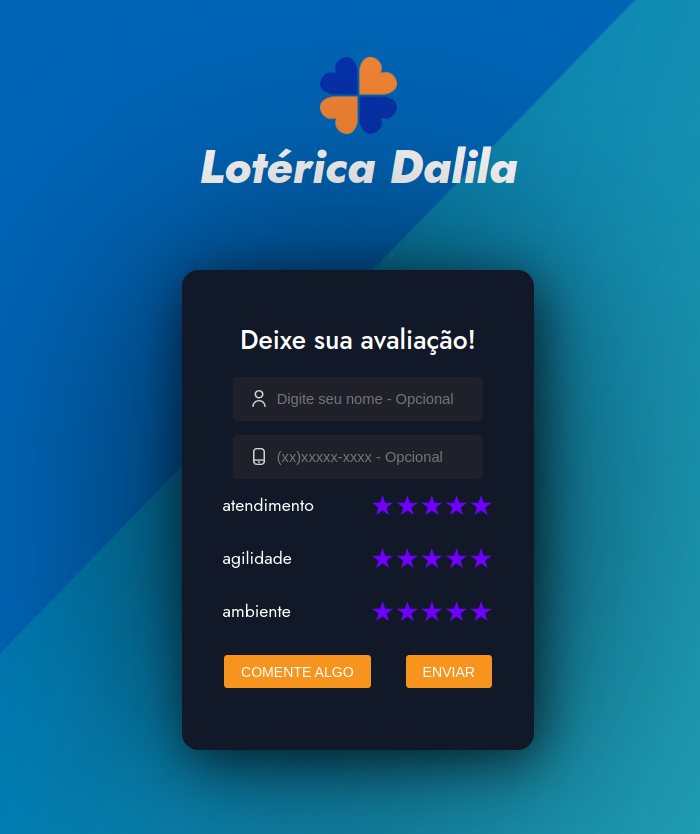 Lotérica Dalila
Deixe sua avaliação!
Digite seu nome - Opcional
(xx)xxxxx-xxxx - Opcional
atendimento
agilidade
ambiente
COMENTE ALGO
ENVIAR